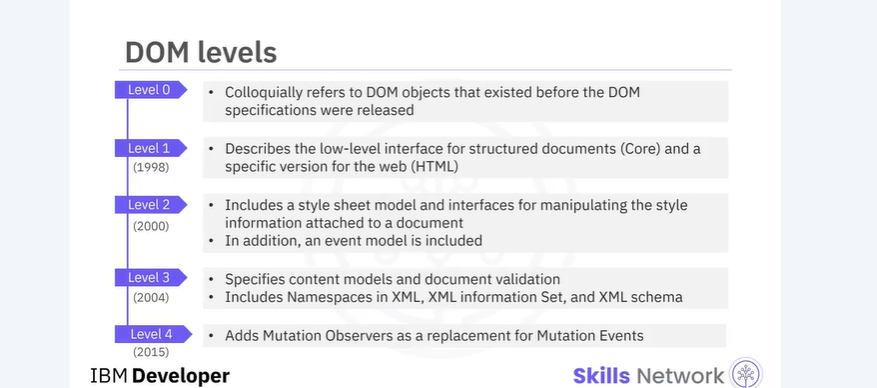 DOM levels
Level 0
• Colloquially refers to DOM objects that existed before the DOM
specifications were released
Level 1
(1998)
• Describes the low-level interface for structured documents (Core) and a
specific version for the web (HTML)
Level 2
(2000)
• Includes a style sheet model and interfaces for manipulating the style
information attached to a document
• In addition, an event model is included
Level 3
(2004)
• Specifies content models and document validation
• Includes Namespaces in XML, XML information Set, and XML schema
Level 4
(2015)
• Adds Mutation Observers as a replacement for Mutation Events
IBM Developer
Skills Network